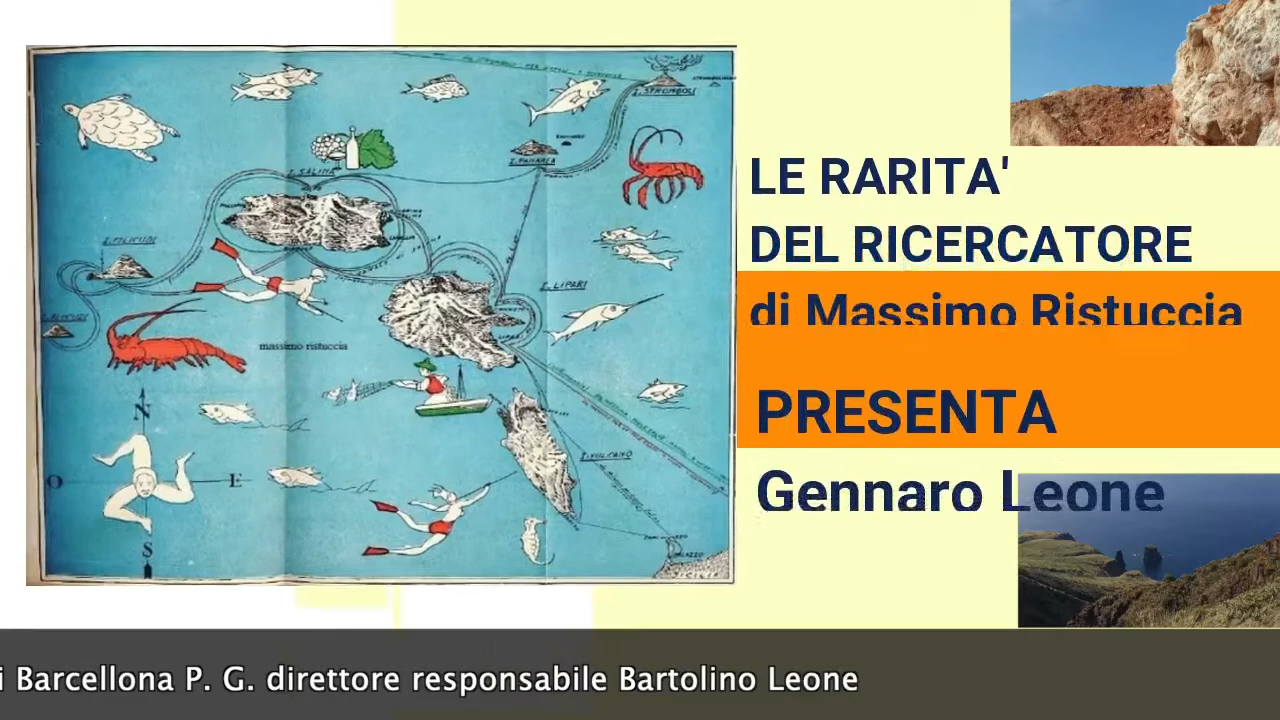 LE RARITA'
DEL RICERCATORE
di Massimo Ristuccia
PRESENTA
Gennaro Leone
I. STROMBOLI
I. PANAREA
I. SALINA
I. FILICUDI
I. LIPARI
I. ALICUDI
massimo ristuccia
N
O
E
S
I. VULCANO
SICILIA
i Barcellona P. G. direttore responsabile Bartolino Leone